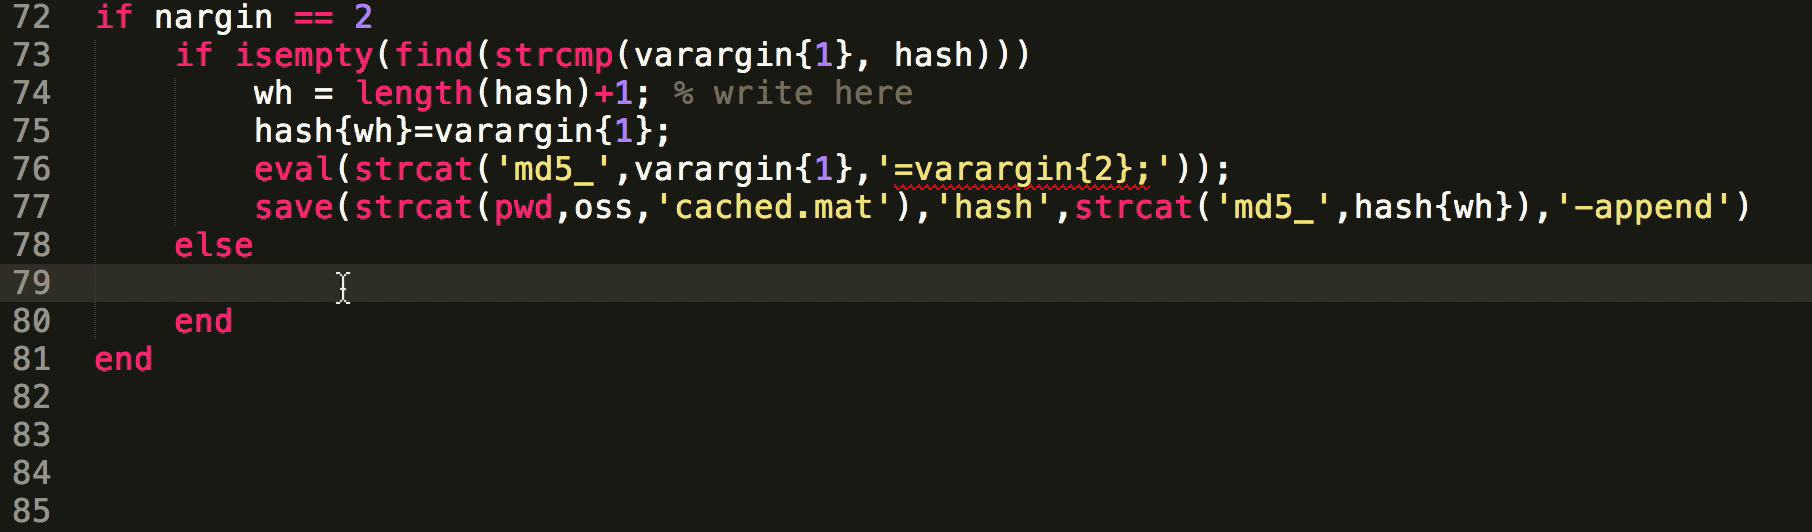 72 if nargin == 2
73 if isempty(find(strcmp(varargin{1}, hash)))
74 wh = length(hash)+1; % write here
75 hash{wh}=varargin{1};
76 eval(strcat('md5_',varargin{1},'=varargin{2};'));
77 save(strcat(pwd,oss,'cached.mat'),'hash',strcat('md5_',hash{wh}),'-append')
78 else
79
80 end
81 end
82
83
84
85